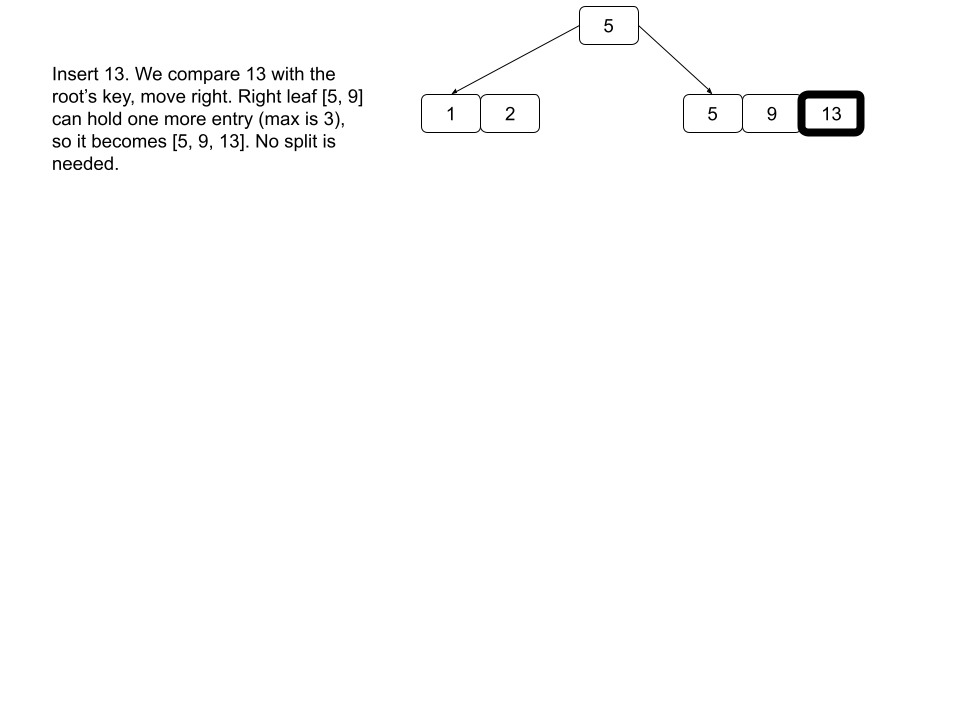 5
Insert 13. We compare 13 with the
root’s key, move right. Right leaf [5, 9]
can hold one more entry (max is 3),
so it becomes [5, 9, 13]. No split is
needed.
1 2
5 9 13